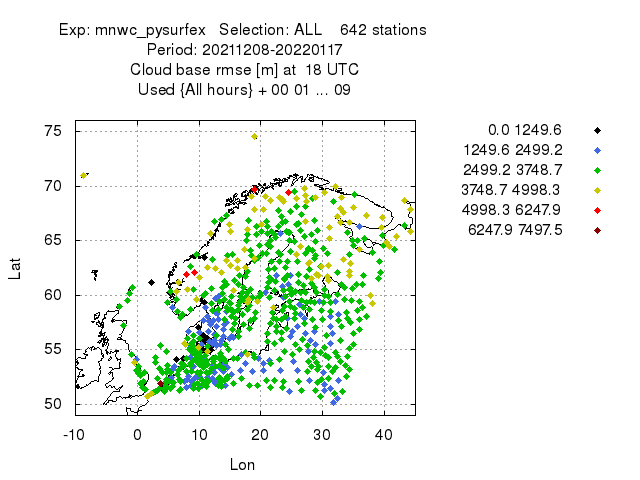 Exp: mnwc_pysurfex   Selection: ALL    642 stations
Period: 20211208-20220117
Cloud base rmse [m] at  18 UTC
Used {All hours} + 00 01 ... 09
0.0 1249.6
1249.6 2499.2
2499.2 3748.7
3748.7 4998.3
4998.3 6247.9
6247.9 7497.5
Lat
75
70
65
60
55
50
-10 0 10 20 30 40
Lon